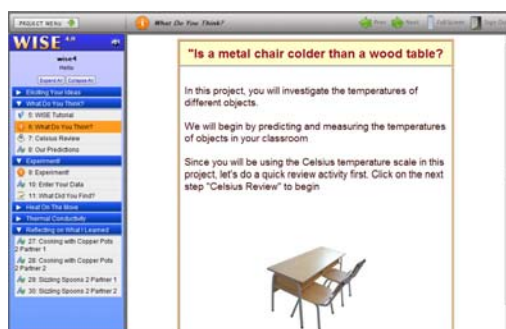 PROJECT MENU
What Do You Think?
Prev
Next
Full Screen
Sign Out
WISE 4.0
wise4
Hello
Expand All
Collapse All
Eliciting Your Ideas
What Do You Think?
5: WISE Tutorial
6: What Do You Think?
7: Celsius Review
8: Our Predictions
Experiment!
9: Experiment!
10: Enter Your Data
11: What Did You Find?
Heat On The Move
Thermal Conductivity
Reflecting on What I Learned
27: Cooking with Copper Pots
2 Partner 1
28: Cooking with Copper Pots
2 Partner 2
29: Sizzling Spoons 2 Partner 1
30: Sizzling Spoons 2 Partner 2
"Is a metal chair colder than a wood table?
In this project, you will investigate the temperatures of
different objects.
We will begin by predicting and measuring the temperatures
of objects in your classroom
Since you will be using the Celsius temperature scale in this
project, let's do a quick review activity first. Click on the next
step "Celsius Review" to begin